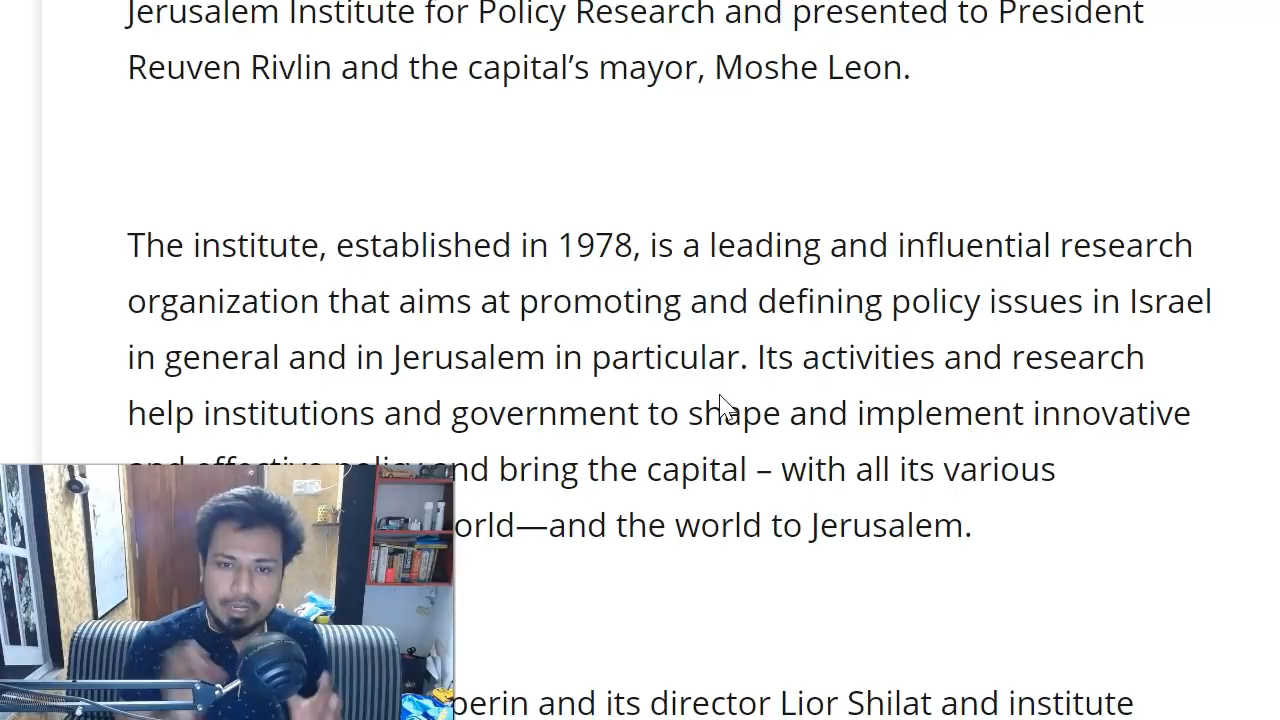 Jerusalem Institute for Policy Research and presented to President
Reuven Rivlin and the capital’s mayor, Moshe Leon.
The institute, established in 1978, is a leading and influential research
organization that aims at promoting and defining policy issues in Israel
in general and in Jerusalem in particular. Its activities and research
help institutions and government to shape and implement innovative
and effective policy and bring the capital – with all its various
orld—and the world to Jerusalem.
perin and its director Lior Shilat and institute